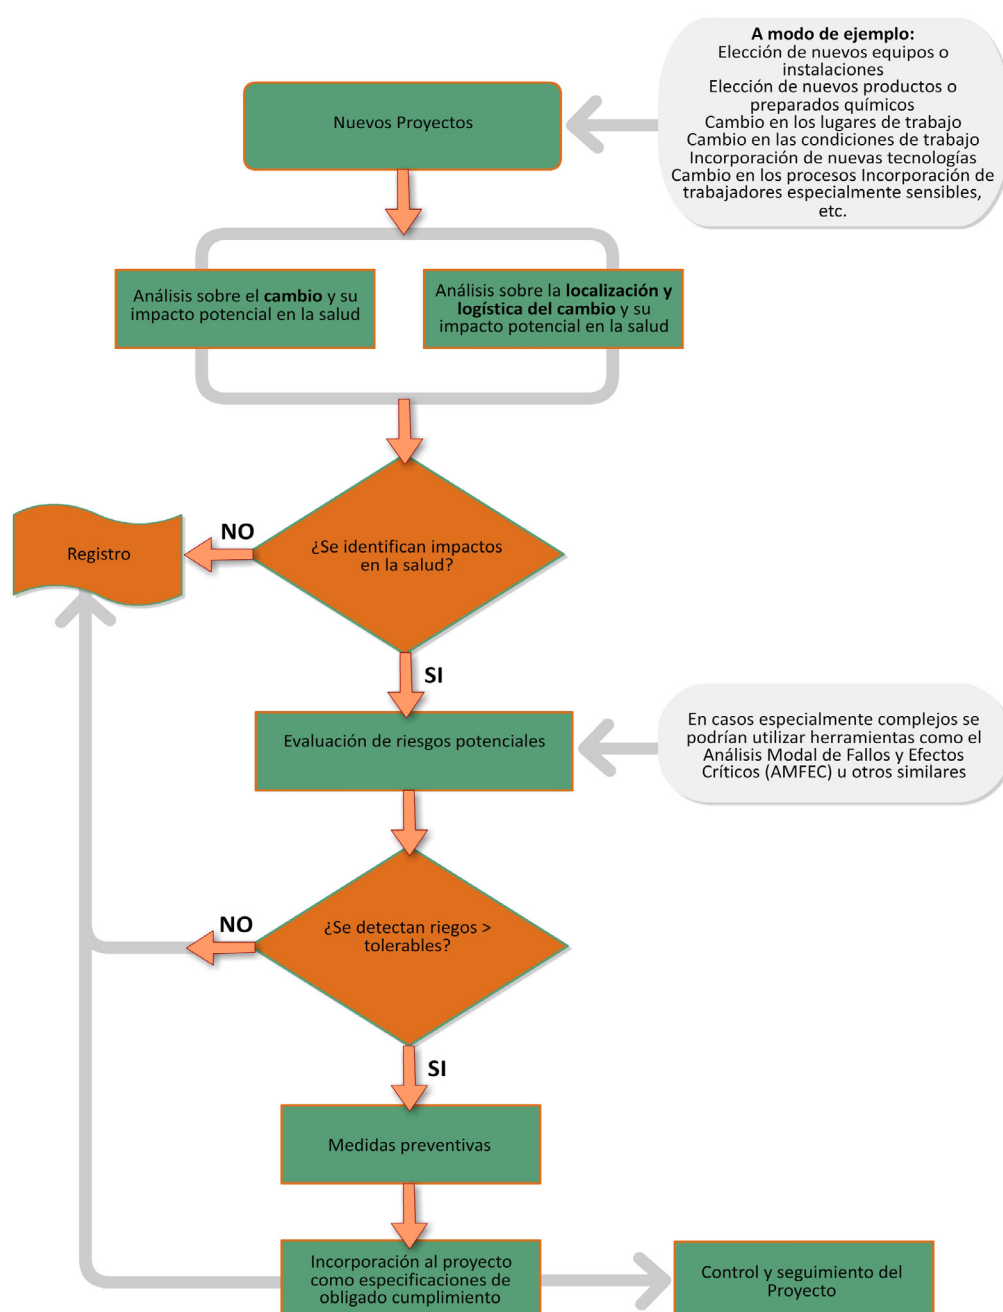 A modo de ejemplo:
Elección de nuevos equipos o
instalaciones
Elección de nuevos productos o
preparados químicos
Cambio en los lugares de trabajo
Cambio en las condiciones de trabajo
Incorporación de nuevas tecnologías
Cambio en los procesos Incorporación de
trabajadores especialmente sensibles,
etc.
Nuevos Proyectos
Análisis sobre el cambio y su
impacto potencial en la salud
Análisis sobre la localización y
logística del cambio y su
impacto potencial en la salud
¿Se identifican impactos
en la salud?
NO
Registro
SI
Evaluación de riesgos potenciales
En casos especialmente complejos se
podrían utilizar herramientas como el
Análisis Modal de Fallos y Efectos
Críticos (AMFEC) u otros similares
¿Se detectan riegos >
tolerables?
NO
SI
Medidas preventivas
Incorporación al proyecto
como especificaciones de
obligado cumplimiento
Control y seguimiento del
Proyecto